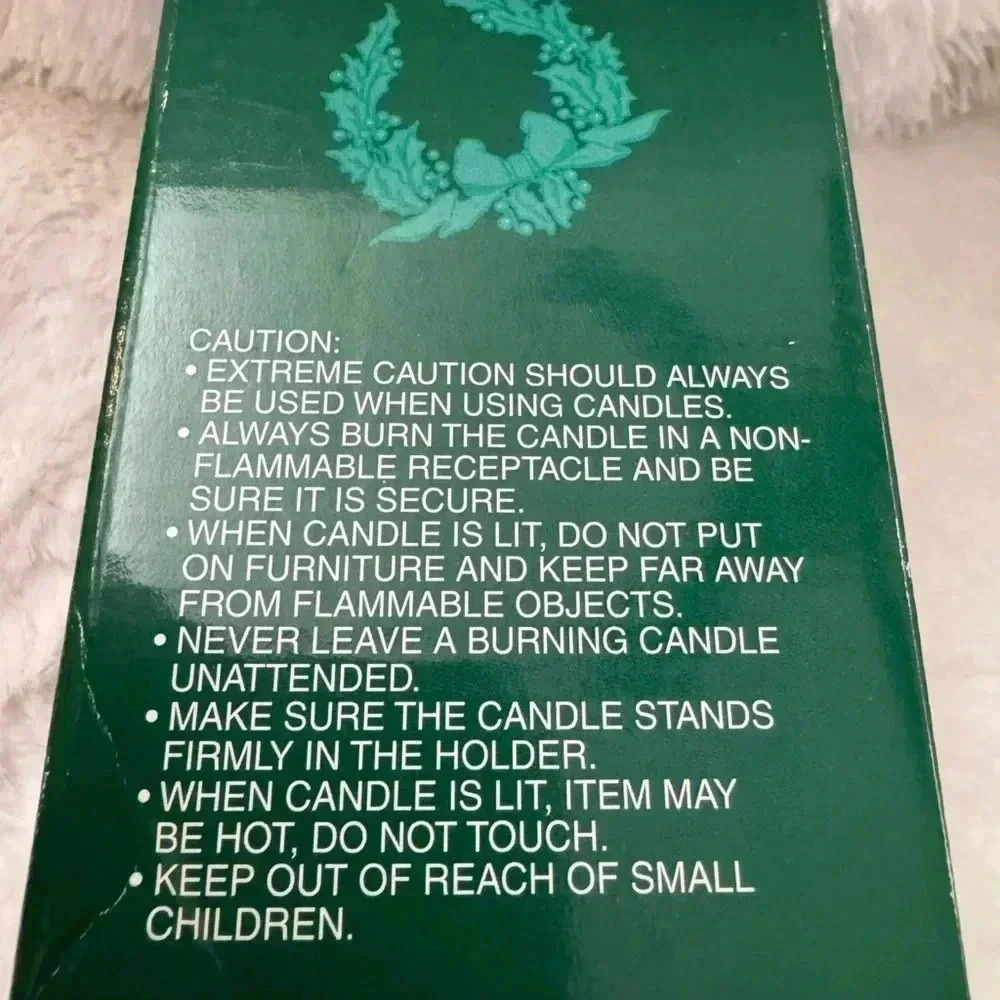 CAUTION:
• EXTREME CAUTION SHOULD ALWAYS
BE USED WHEN USING CANDLES.
• ALWAYS BURN THE CANDLE IN A NON-
FLAMMABLE RECEPTACLE AND BE
SURE IT IS SECURE.
• WHEN CANDLE IS LIT, DO NOT PUT
ON FURNITURE AND KEEP FAR AWAY
FROM FLAMMABLE OBJECTS.
• NEVER LEAVE A BURNING CANDLE
UNATTENDED.
• MAKE SURE THE CANDLE STANDS
FIRMLY IN THE HOLDER.
• WHEN CANDLE IS LIT, ITEM MAY
BE HOT, DO NOT TOUCH.
• KEEP OUT OF REACH OF SMALL
CHILDREN.